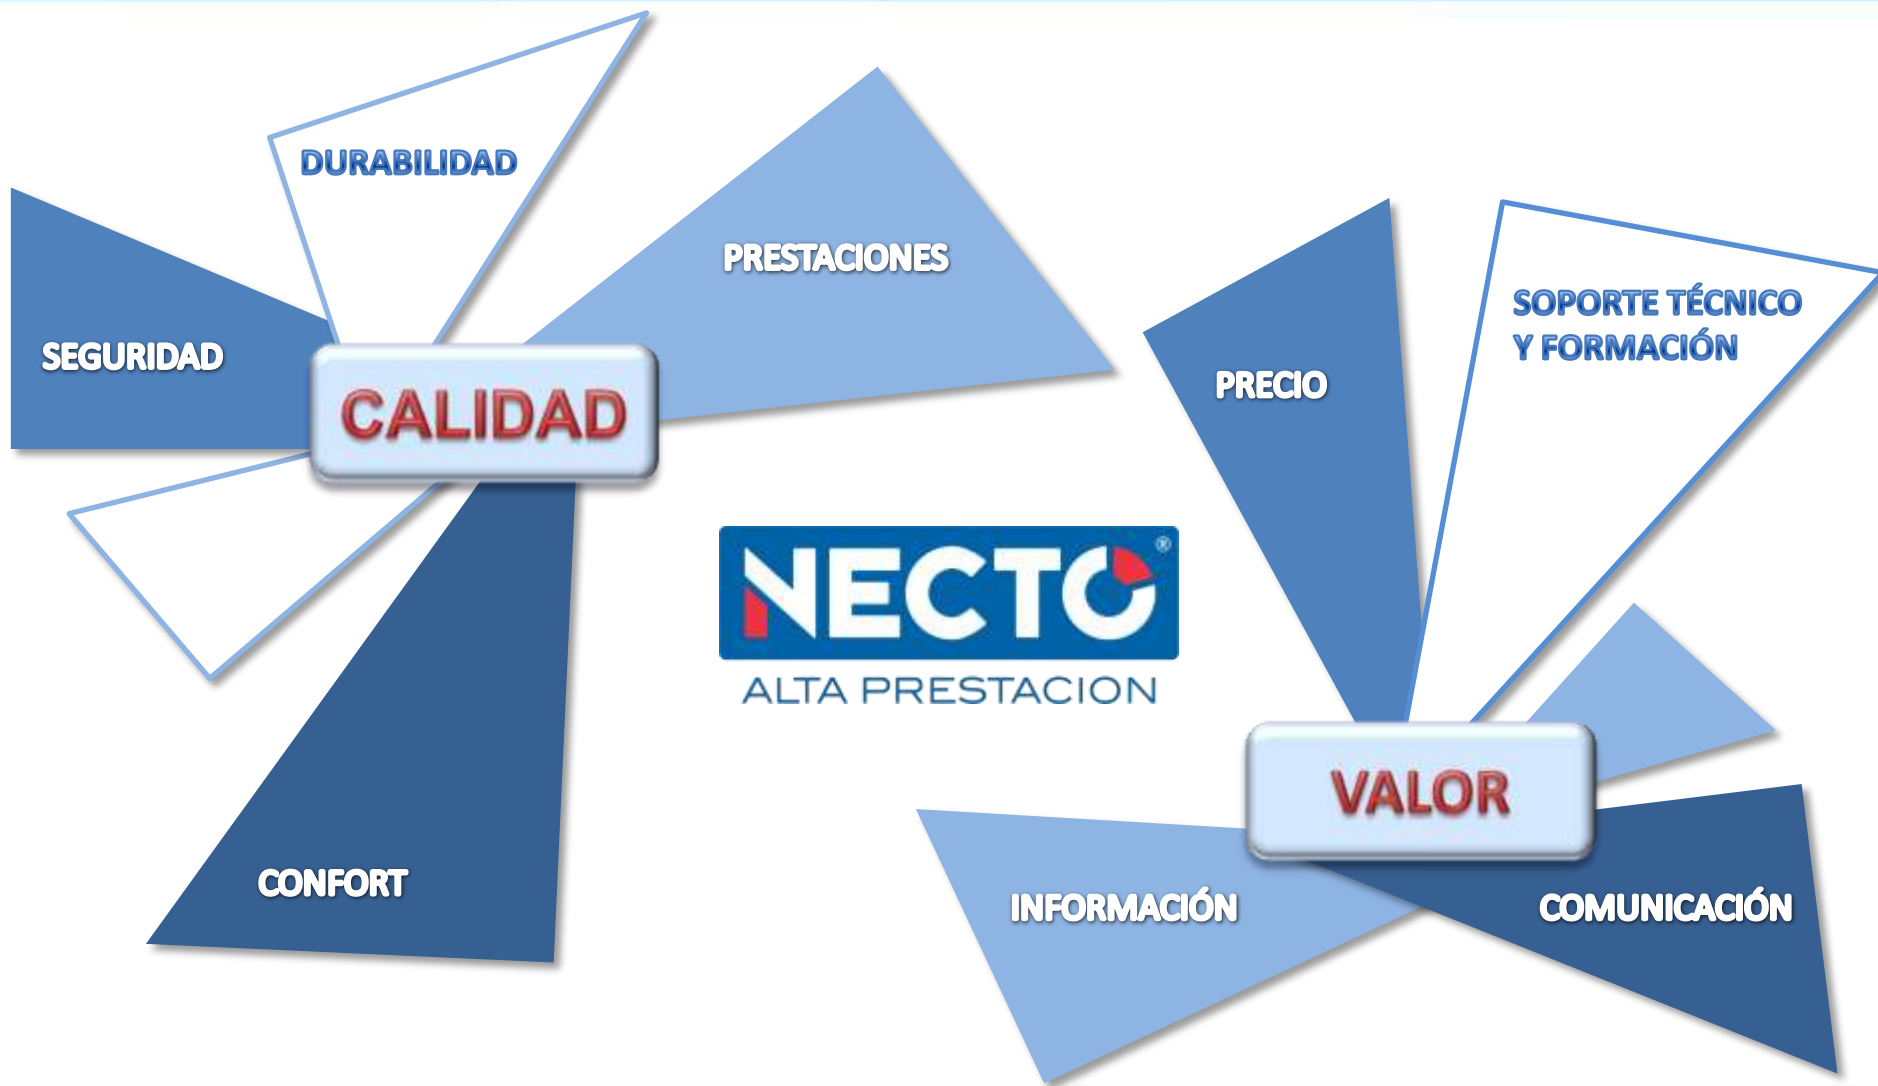 DURABILIDAD
PRESTACIONES
SEGURIDAD
CALIDAD
CONFORT
NECTO®
ALTA PRESTACION
PRECIO
SOPORTE TÉCNICO
Y FORMACIÓN
VALOR
INFORMACIÓN
COMUNICACIÓN